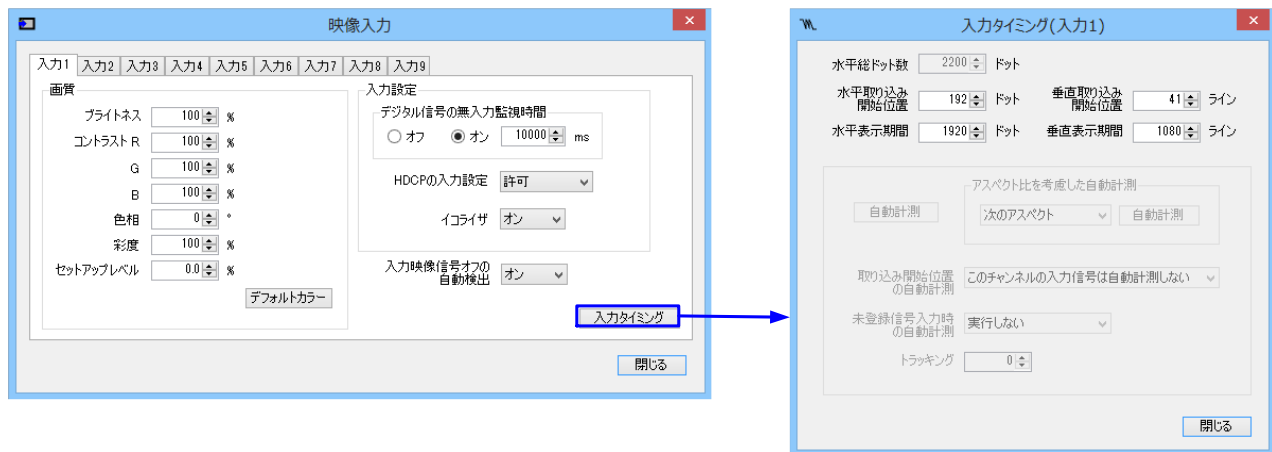 映像入力
入力1 入力2 入力3 入力4 入力5 入力6 入力7 入力8 入力9
画質
ブライトネス 100 %
コントラスト R 100 %
G 100 %
B 100 %
色相 0 °
彩度 100 %
セットアップレベル 0.0 %
デフォルトカラー
入力設定
デジタル信号の無入力監視時間
オフ オン 10000 ms
HDCPの入力設定 許可
イコライザ オン
入力映像信号オフの
自動検出 オン
入力タイミング
閉じる
入力タイミング(入力1)
水平総ドット数 2200 ドット
水平取り込み
開始位置 192 ドット
垂直取り込み
開始位置 41 ライン
水平表示期間 1920 ドット
垂直表示期間 1080 ライン
自動計測
アスペクト比を考慮した自動計測
次のアスペクト 自動計測
取り込み開始位置
の自動計測 このチャンネルの入力信号は自動計測しない
未登録信号入力時
の自動計測 実行しない
トラッキング 0
閉じる